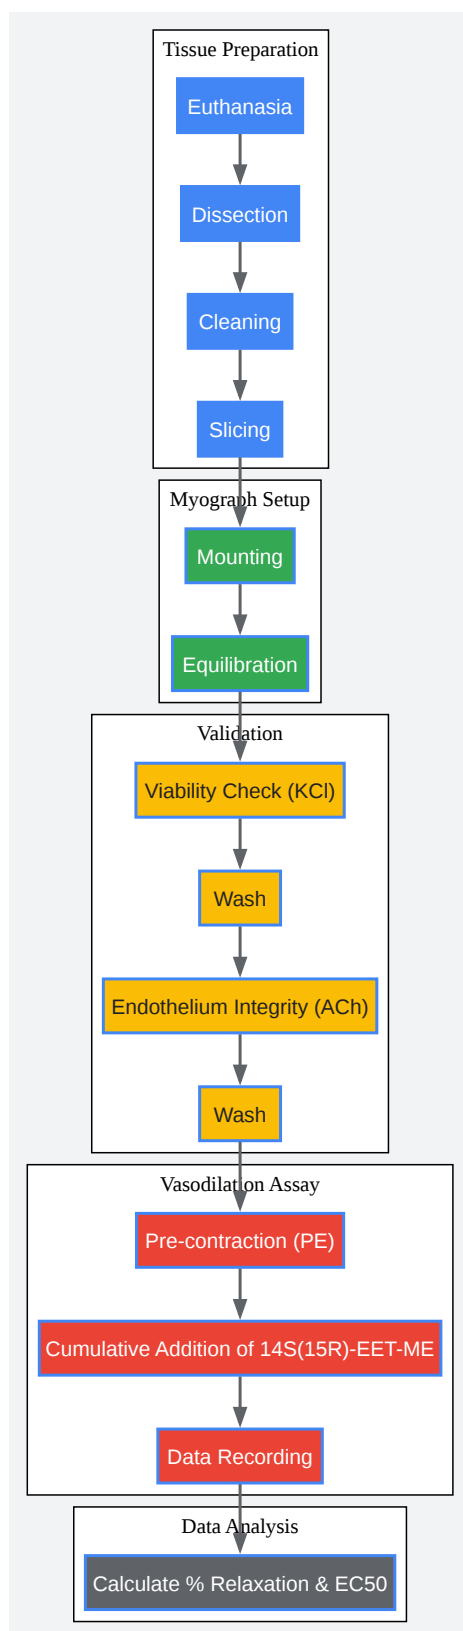 Tissue Preparation
Euthanasia
Dissection
Cleaning
Slicing
Myograph Setup
Mounting
Equilibration
Validation
Viability Check (KCl)
Wash
Endothelium Integrity (ACh)
Wash
Vasodilation Assay
Pre-contraction (PE)
Cumulative Addition of 14S(15R)-EET-ME
Data Recording
Data Analysis
Calculate % Relaxation & EC50